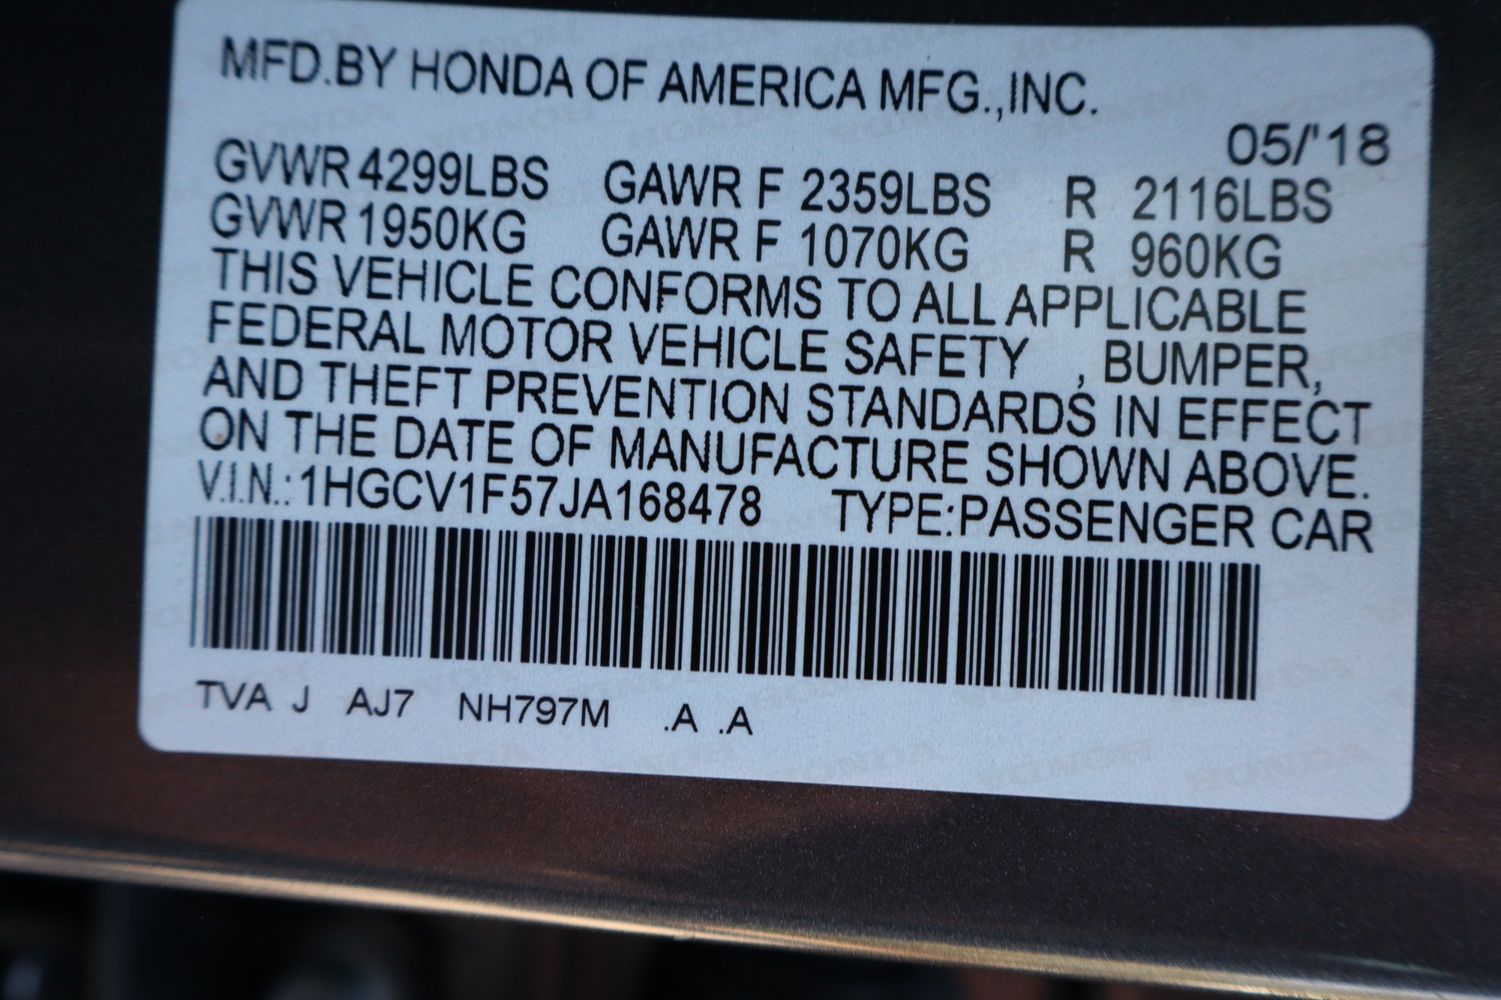 MFD.BY HONDA OF AMERICA MFG.,INC.
05/'18
GVWR 4299LBS GAWR F 2359LBS R 2116LBS
GVWR 1950KG GAWR F 1070KG R 960KG
THIS VEHICLE CONFORMS TO ALL APPLICABLE
FEDERAL MOTOR VEHICLE SAFETY , BUMPER,
AND THEFT PREVENTION STANDARDS IN EFFECT
ON THE DATE OF MANUFACTURE SHOWN ABOVE.
V.I.N.:1HGCV1F57JA168478 TYPE:PASSENGER CAR
TVA J AJ7 NH797M .A .A